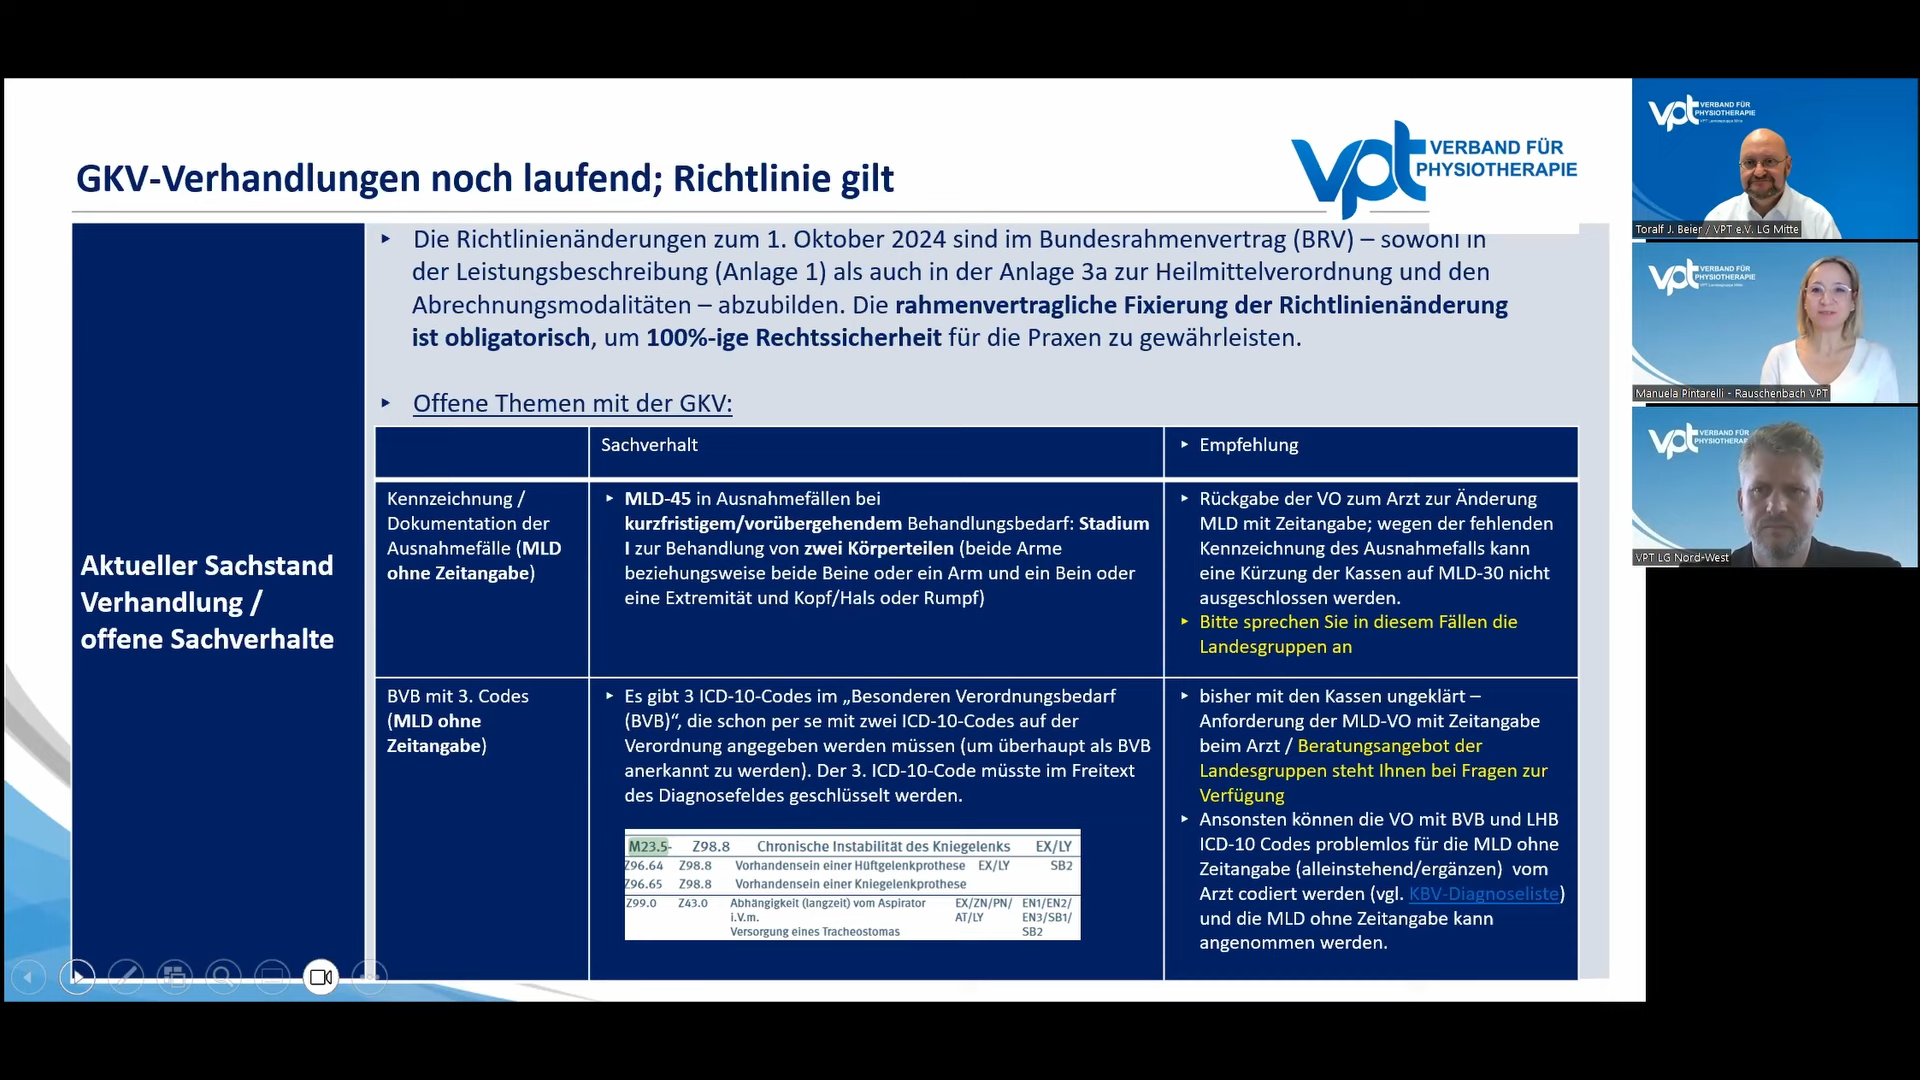 GKV-Verhandlungen noch laufend; Richtlinie gilt
vpt VERBAND FÜR
PHYSIOTHERAPIE
Aktueller Sachstand
Verhandlung /
offene Sachverhalte
‣ Die Richtlinienänderungen zum 1. Oktober 2024 sind im Bundesrahmenvertrag (BRV) – sowohl in
der Leistungsbeschreibung (Anlage 1) als auch in der Anlage 3a zur Heilmittelverordnung und den
Abrechnungsmodalitäten – abzubilden. Die rahmenvertragliche Fixierung der Richtlinienänderung
ist obligatorisch, um 100%-ige Rechtssicherheit für die Praxen zu gewährleisten.
‣ Offene Themen mit der GKV:
Sachverhalt
‣ Empfehlung
Kennzeichnung /
Dokumentation der
Ausnahmefälle (MLD
ohne Zeitangabe)
‣ MLD-45 in Ausnahmefällen bei
kurzfristigem/vorübergehendem Behandlungsbedarf: Stadium
I zur Behandlung von zwei Körperteilen (beide Arme
beziehungsweise beide Beine oder ein Arm und ein Bein oder
eine Extremität und Kopf/Hals oder Rumpf)
‣ Rückgabe der VO zum Arzt zur Änderung
MLD mit Zeitangabe; wegen der fehlenden
Kennzeichnung des Ausnahmefalls kann
eine Kürzung der Kassen auf MLD-30 nicht
ausgeschlossen werden.
‣ Bitte sprechen Sie in diesem Fällen die
Landesgruppen an
BVB mit 3. Codes
(MLD ohne
Zeitangabe)
‣ Es gibt 3 ICD-10-Codes im „Besonderen Verordnungsbedarf
(BVB)“, die schon per se mit zwei ICD-10-Codes auf der
Verordnung angegeben werden müssen (um überhaupt als BVB
anerkannt zu werden). Der 3. ICD-10-Code müsste im Freitext
des Diagnosefeldes geschlüsselt werden.
M23.5- Z98.8 Chronische Instabilität des Kniegelenks EX/LY
Z96.64 Z98.8 Vorhandensein einer Hüftgelenkprothese EX/LY SB2
Z96.65 Z98.8 Vorhandensein einer Kniegelenkprothese
Z99.0 Z43.0 Abhängigkeit (langzeit) vom Aspirator EX/ZN/PN/ EN1/EN2/
i.V.m. AT/LY EN3/SB1/
Versorgung eines Tracheostomas SB2
‣ bisher mit den Kassen ungeklärt –
Anforderung der MLD-VO mit Zeitangabe
beim Arzt / Beratungsangebot der
Landesgruppen steht Ihnen bei Fragen zur
Verfügung
‣ Ansonsten können die VO mit BVB und LHB
ICD-10 Codes problemlos für die MLD ohne
Zeitangabe (alleinstehend/ergänzen) vom
Arzt codiert werden (vgl. KBV-Diagnoseliste)
und die MLD ohne Zeitangabe kann
angenommen werden.
vpt VERBAND FÜR
PHYSIOTHERAPIE
Toralf J. Beier / VPT e.V. LG Mitte
vpt VERBAND FÜR
PHYSIOTHERAPIE
Manuela Pintarelli - Rauschenbach VPT
vpt VERBAND FÜR
PHYSIOTHERAPIE
VPT LG Nord-West